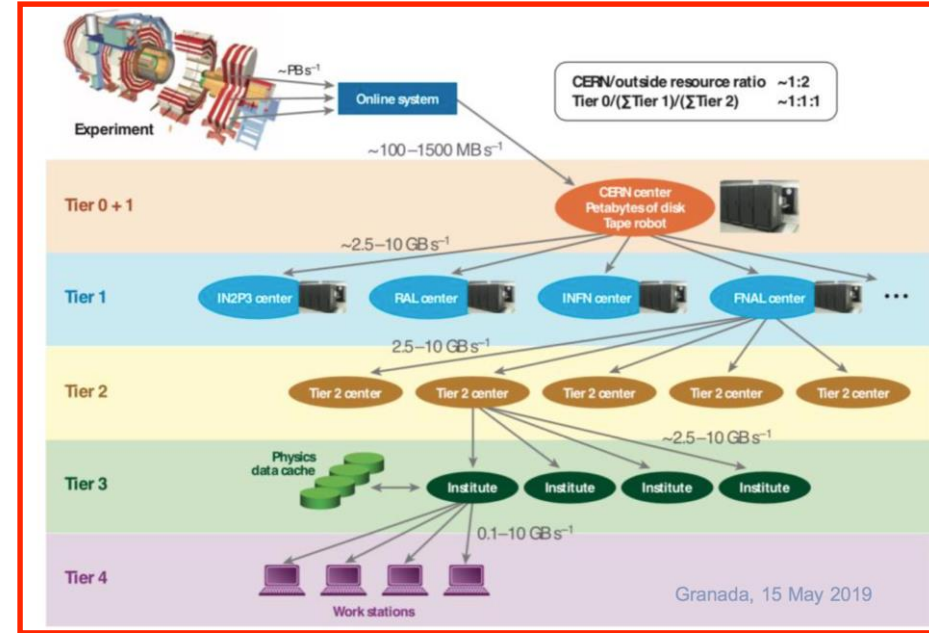 ~PB s⁻¹
Online system
Experiment
CERN/outside resource ratio ~1:2
Tier 0/(∑Tier 1)/(∑Tier 2) ~1:1:1
~100–1500 MB s⁻¹
Tier 0 + 1
CERN center
Petabytes of disk
Tape robot
~2.5–10 GB s⁻¹
Tier 1
IN2P3 center
RAL center
INFN center
FNAL center
...
2.5–10 GB s⁻¹
Tier 2
Tier 2 center
Tier 2 center
Tier 2 center
Tier 2 center
Tier 2 center
~2.5–10 GB s⁻¹
Physics
data cache
Tier 3
Institute
Institute
Institute
Institute
0.1–10 GB s⁻¹
Tier 4
Work stations
Granada, 15 May 2019